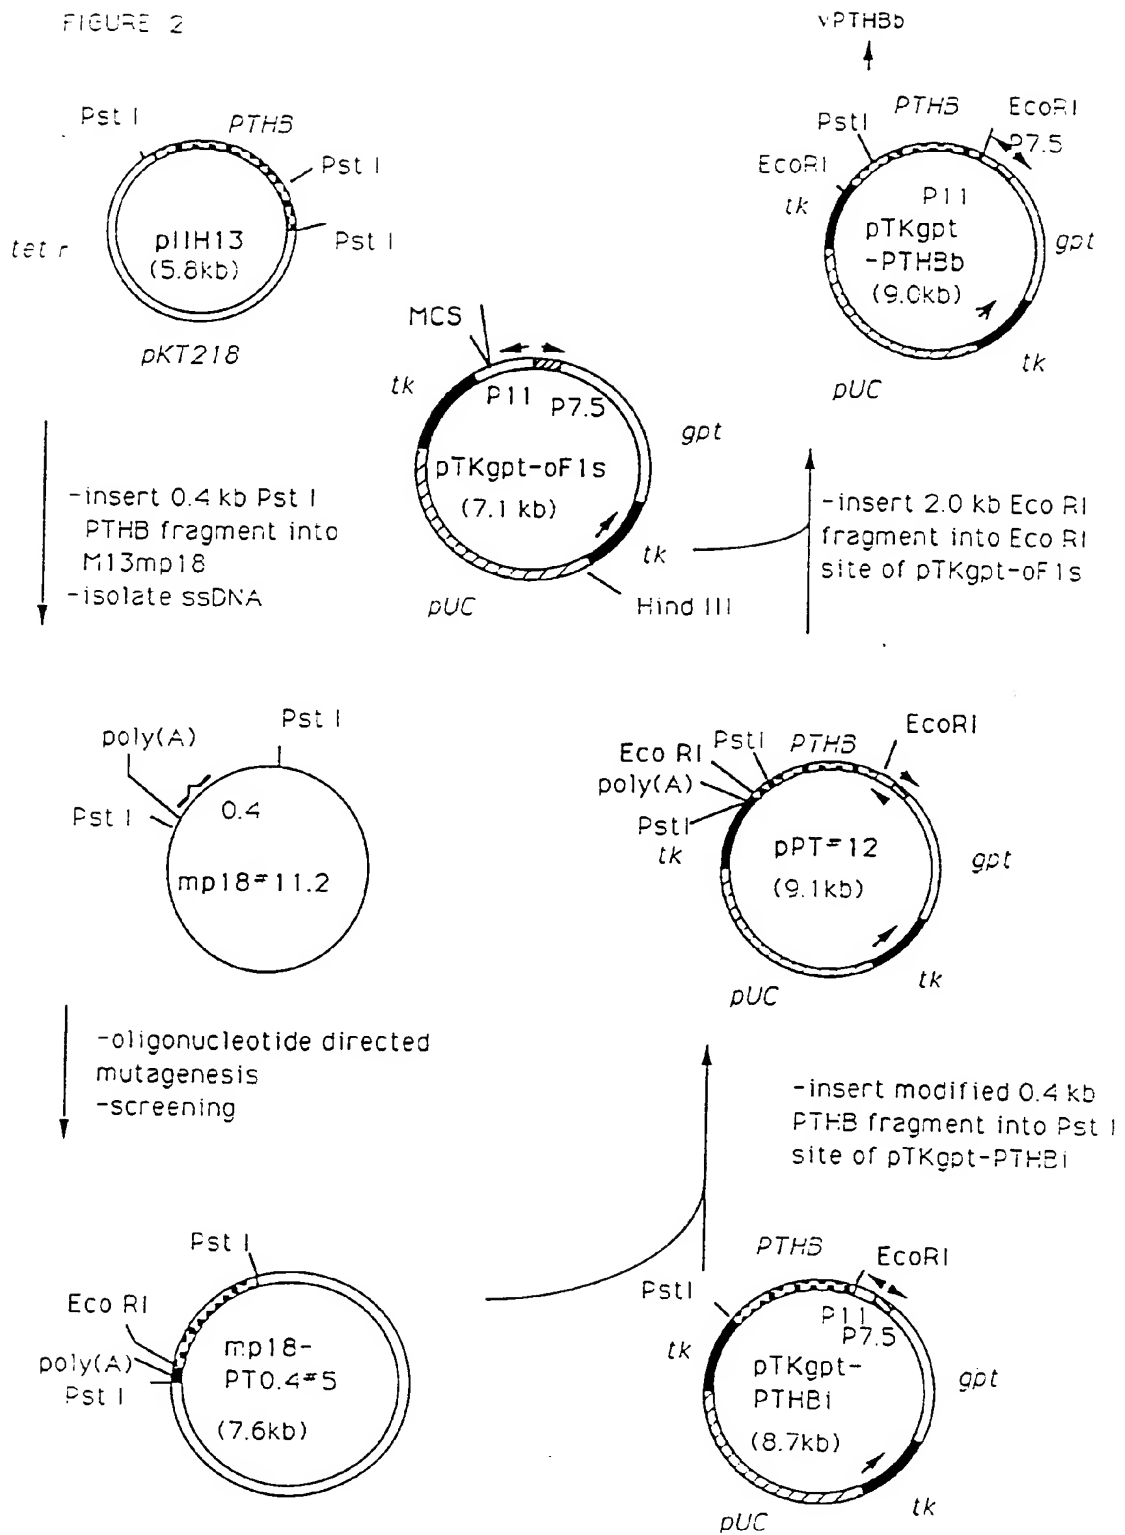 FIGURE 2
vPTHBb
Pst I
PTHB
Pst I
Pst I
tet r
pIIH13
(5.8kb)
pKT218
PTHB
EcoRI
P7.5
PstI
EcoRI
tk
P11
pTKgpt
-PTHBb
(9.0kb)
gpt
tk
pUC
MCS
tk
P11
P7.5
gpt
pTKgpt-oF1s
(7.1 kb)
tk
pUC
Hind III
-insert 0.4 kb Pst I
PTHB fragment into
M13mp18
-isolate ssDNA
-insert 2.0 kb Eco RI
fragment into Eco RI
site of pTKgpt-oF1s
Pst I
poly(A)
Pst I
0.4
mp18#11.2
EcoRI
PstI
PTHB
Eco RI
poly(A)
PstI
tk
pPT#12
(9.1kb)
gpt
tk
pUC
-oligonucleotide directed
mutagenesis
-screening
-insert modified 0.4 kb
PTHB fragment into Pst I
site of pTKgpt-PTHBi
Pst I
Eco RI
poly(A)
Pst I
mp18-
PT0.4#5
(7.6kb)
PTHB
EcoRI
PstI
P11
P7.5
tk
pTKgpt-
PTHBi
(8.7kb)
gpt
tk
pUC